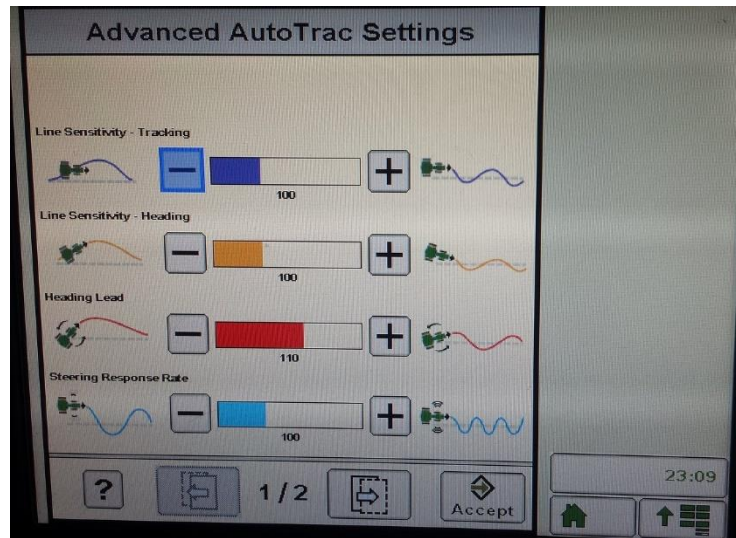 Advanced AutoTrac Settings
Line Sensitivity - Tracking
100
Line Sensitivity - Heading
100
Heading Lead
110
Steering Response Rate
100
?
1/2
Accept
23:09